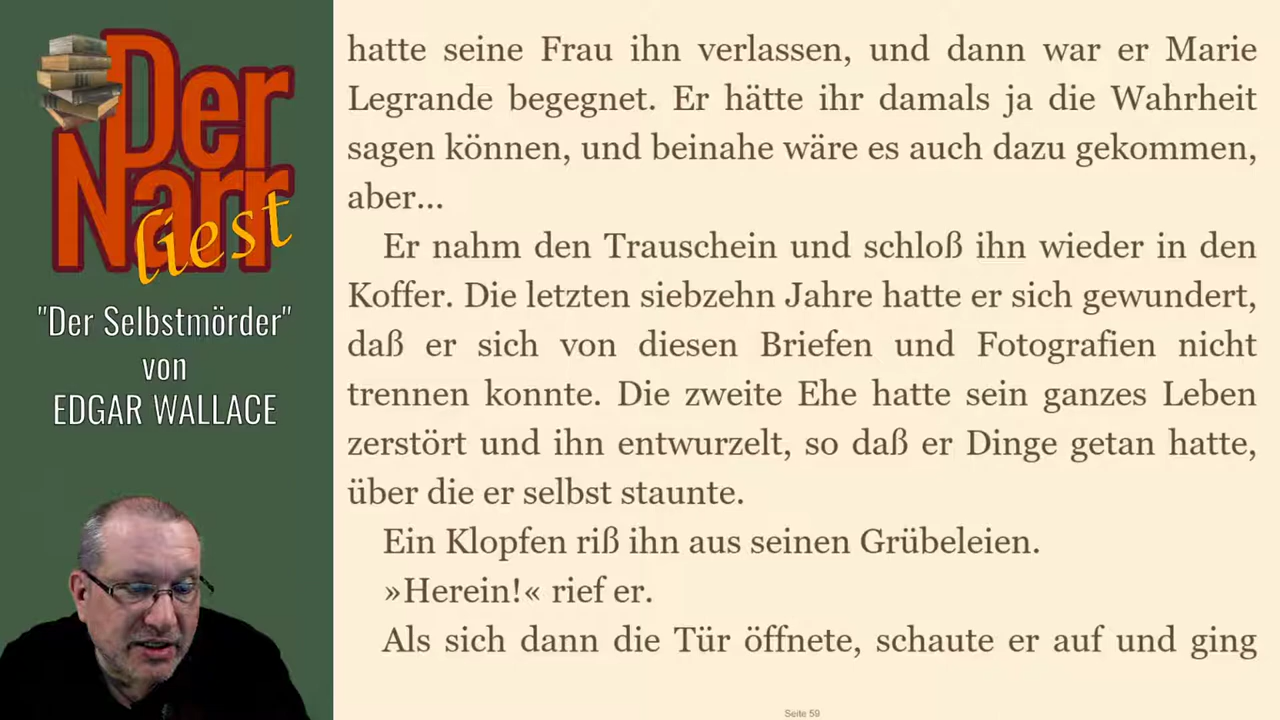 Der
Narr
liest
"Der Selbstmörder"
von
EDGAR WALLACE
hatte seine Frau ihn verlassen, und dann war er Marie
Legrande begegnet. Er hätte ihr damals ja die Wahrheit
sagen können, und beinahe wäre es auch dazu gekommen,
aber...
Er nahm den Trauschein und schloß ihn wieder in den
Koffer. Die letzten siebzehn Jahre hatte er sich gewundert,
daß er sich von diesen Briefen und Fotografien nicht
trennen konnte. Die zweite Ehe hatte sein ganzes Leben
zerstört und ihn entwurzelt, so daß er Dinge getan hatte,
über die er selbst staunte.
Ein Klopfen riß ihn aus seinen Grübeleien.
»Herein!« rief er.
Als sich dann die Tür öffnete, schaute er auf und ging
Seite 59